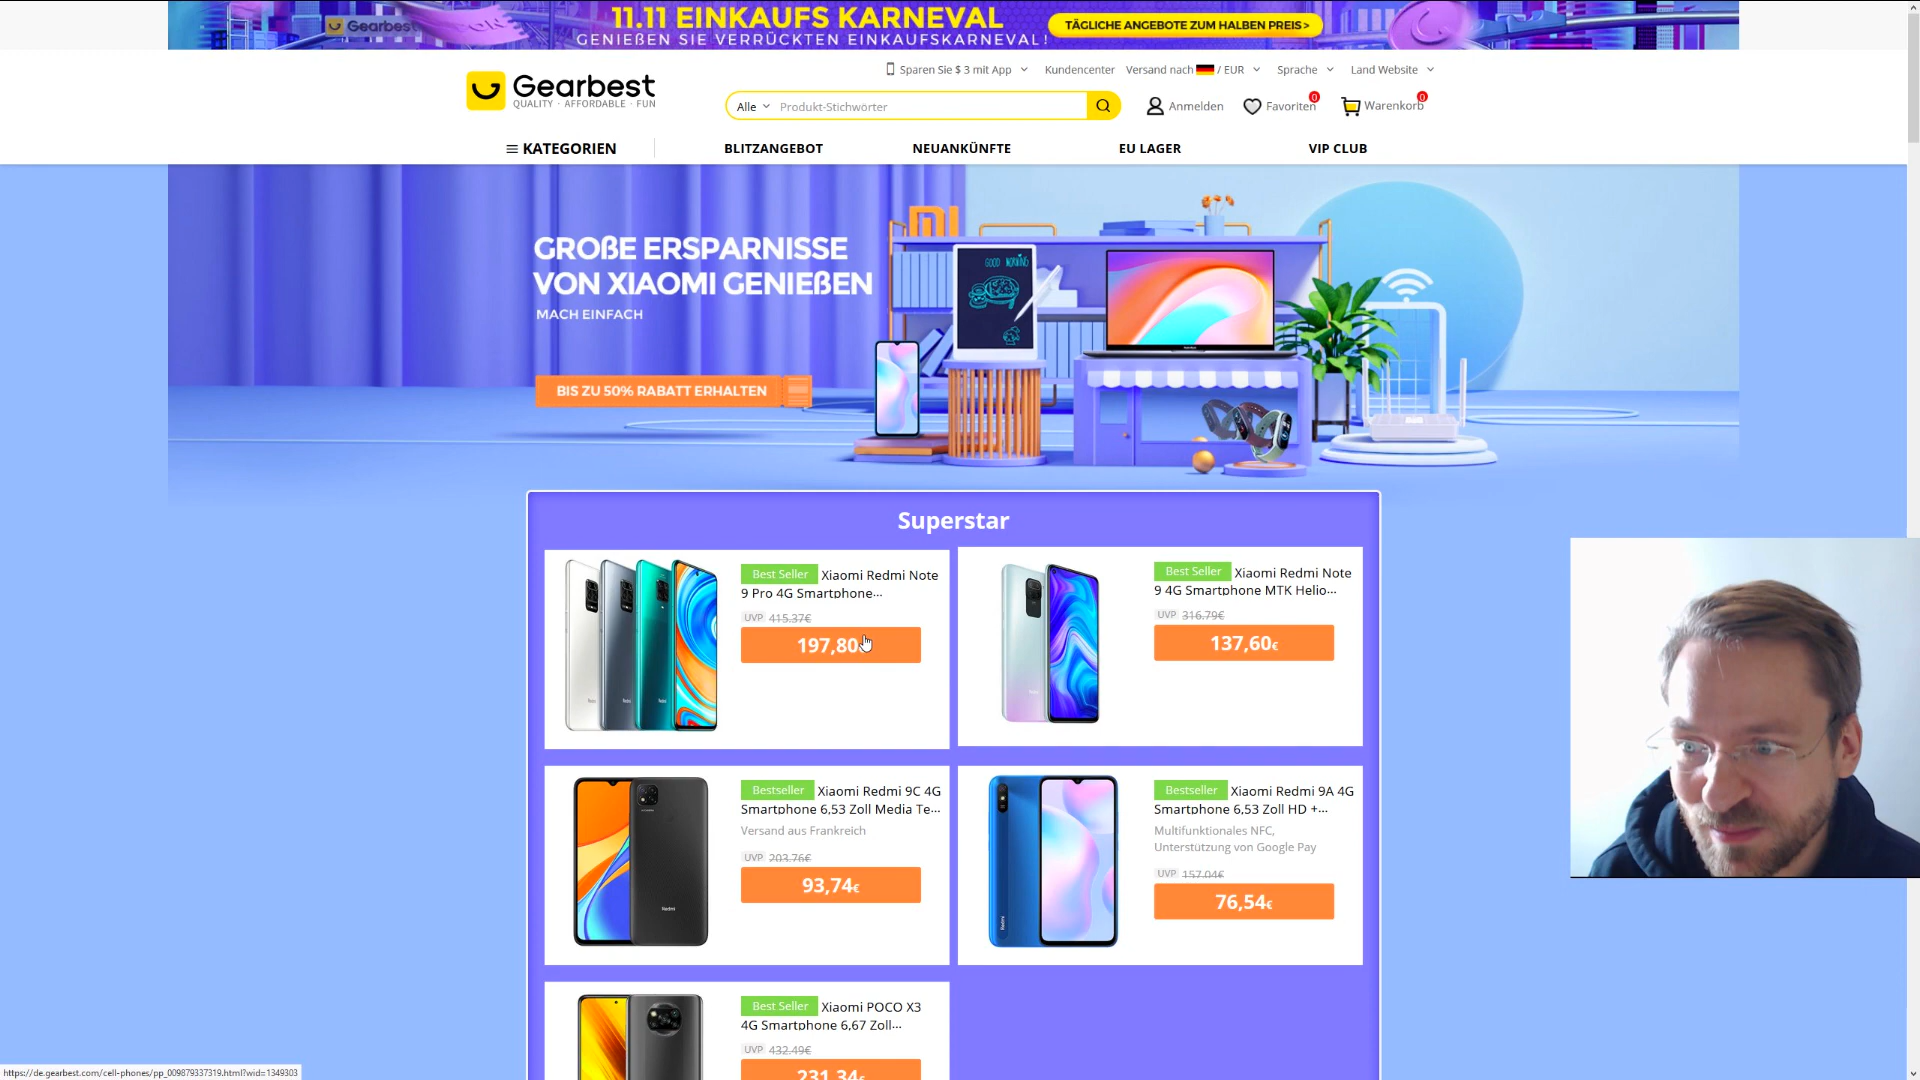 Gearbest
11.11 EINKAUFS KARNEVAL
GENIEẞEN SIE VERRÜCKTEN EINKAUFSKARNEVAL!
TÄGLICHE ANGEBOTE ZUM HALBEN PREIS>
Gearbest
QUALITY · AFFORDABLE · FUN
Sparen Sie $ 3 mit App
Kundencenter
Versand nach / EUR
Sprache
Land Website
Alle
Produkt-Stichwörter
Anmelden
Favoriten
0
Warenkorb
0
KATEGORIEN
BLITZANGEBOT
NEUANKÜNFTE
EU LAGER
VIP CLUB
GROẞE ERSPARNISSE
VON XIAOMI GENIEẞEN
MACH EINFACH
BIS ZU 50% RABATT ERHALTEN
GOOD MORNING
Superstar
Best Seller Xiaomi Redmi Note
9 Pro 4G Smartphone...
UVP 415.37€
197,80
Best Seller Xiaomi Redmi Note
9 4G Smartphone MTK Helio...
UVP 316.79€
137,60€
Bestseller Xiaomi Redmi 9C 4G
Smartphone 6,53 Zoll Media Te...
Versand aus Frankreich
UVP 203.76€
93,74€
Redmi
Bestseller Xiaomi Redmi 9A 4G
Smartphone 6,53 Zoll HD +...
Multifunktionales NFC,
Unterstützung von Google Pay
UVP 157.04€
76,54€
Redmi
Best Seller Xiaomi POCO X3
4G Smartphone 6,67 Zoll...
UVP 432.49€
231,34€
https://de.gearbest.com/cell-phones/pp_009879337319.html?wid=1349303